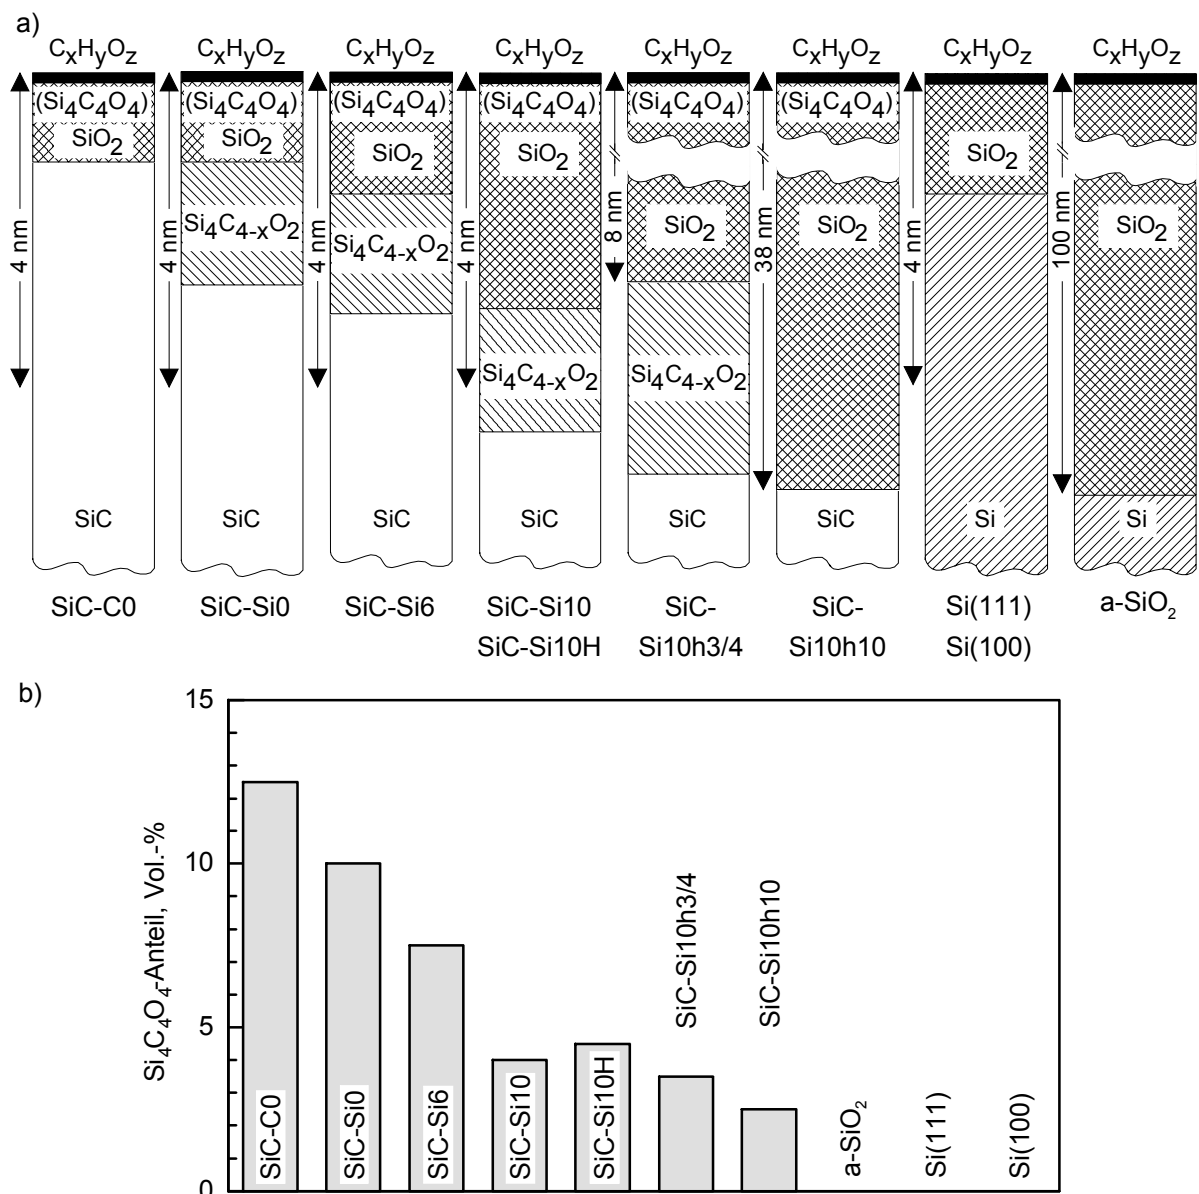 a)
CxHyOz CxHyOz CxHyOz CxHyOz CxHyOz CxHyOz CxHyOz CxHyOz
(Si4C4O4) (Si4C4O4) (Si4C4O4) (Si4C4O4) (Si4C4O4) (Si4C4O4)
SiO2 SiO2 SiO2 SiO2 SiO2 SiO2 SiO2 SiO2
4 nm 4 nm 4 nm 4 nm 8 nm 38 nm 4 nm 100 nm
Si4C4-xO2 Si4C4-xO2 Si4C4-xO2 Si4C4-xO2
SiC SiC SiC SiC SiC SiC Si Si
SiC-C0 SiC-Si0 SiC-Si6 SiC-Si10 SiC- SiC- Si(111) a-SiO2
SiC-Si10H Si10h3/4 Si10h10 Si(100)
b)
15
10
5
0
Si4C4O4-Anteil, Vol.-%
SiC-C0
SiC-Si0
SiC-Si6
SiC-Si10
SiC-Si10H
SiC-Si10h3/4
SiC-Si10h10
a-SiO2
Si(111)
Si(100)